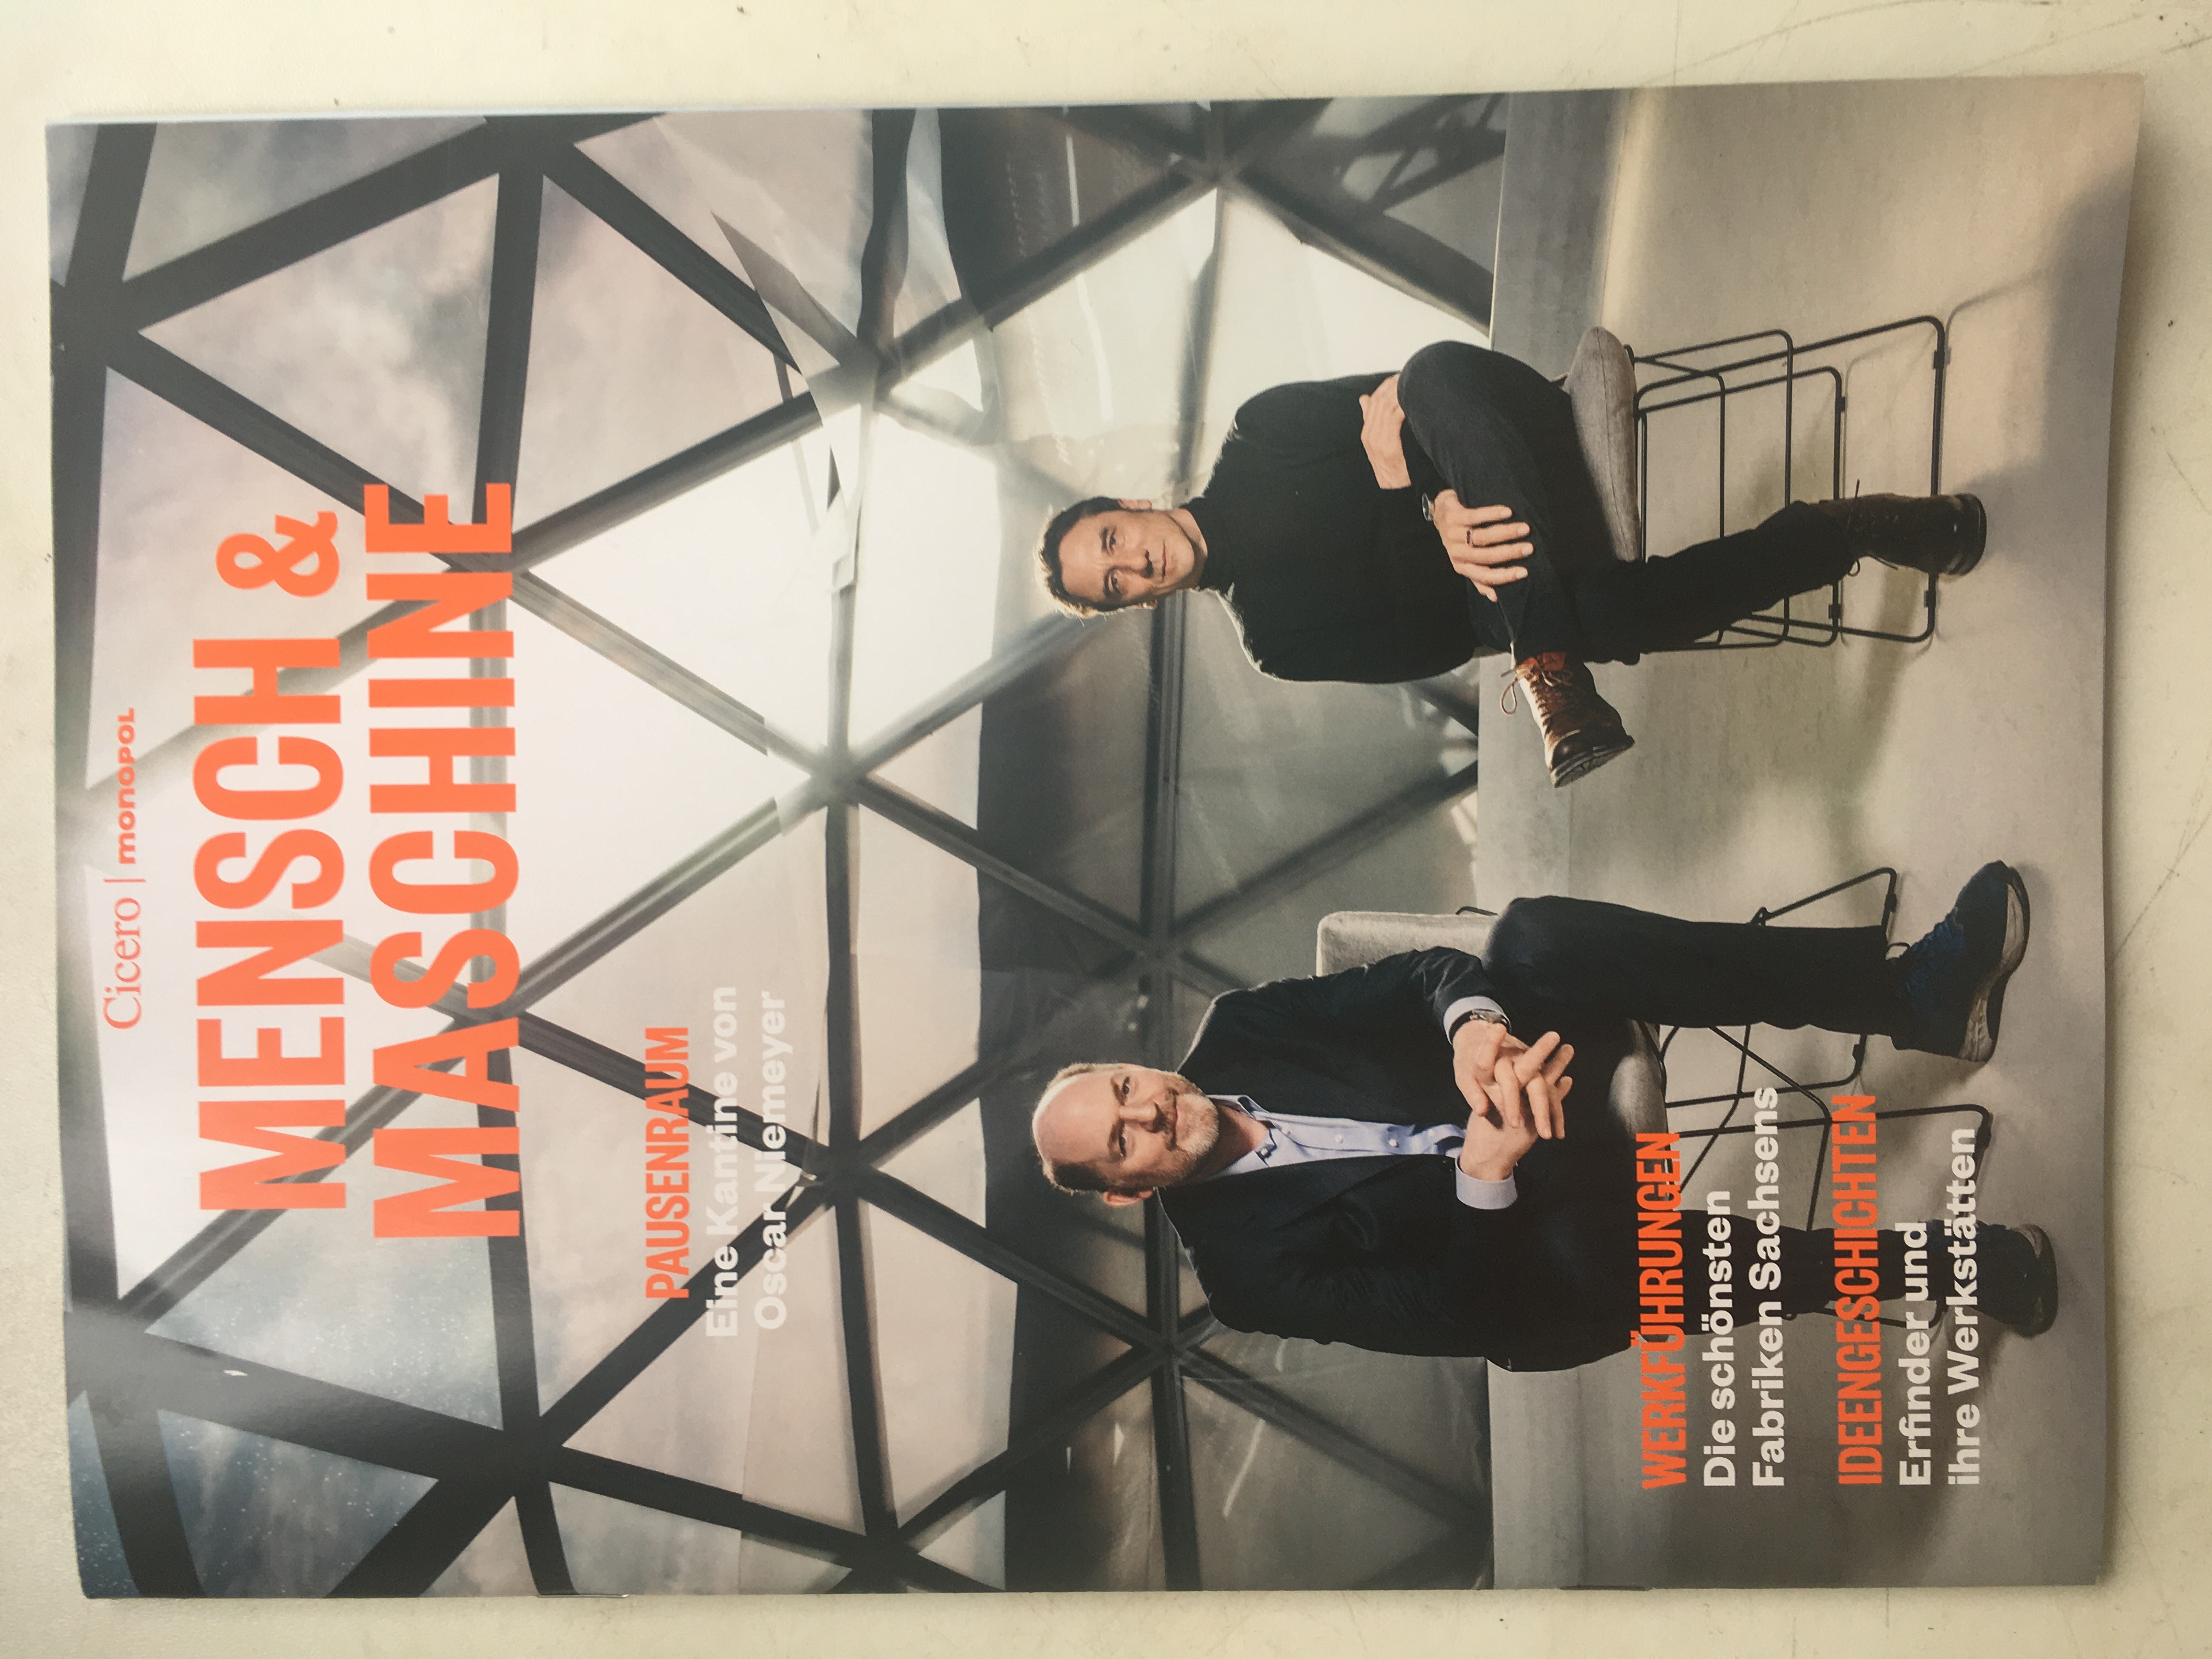 Cicero | monopol
MENSCH &
MASCHINE
PAUSENRAUM
Eine Kantine von
Oscar Niemeyer
WERKFÜHRUNGEN
Die schönsten
Fabriken Sachsens
IDEENGESCHICHTEN
Erfinder und
ihre Werkstätten